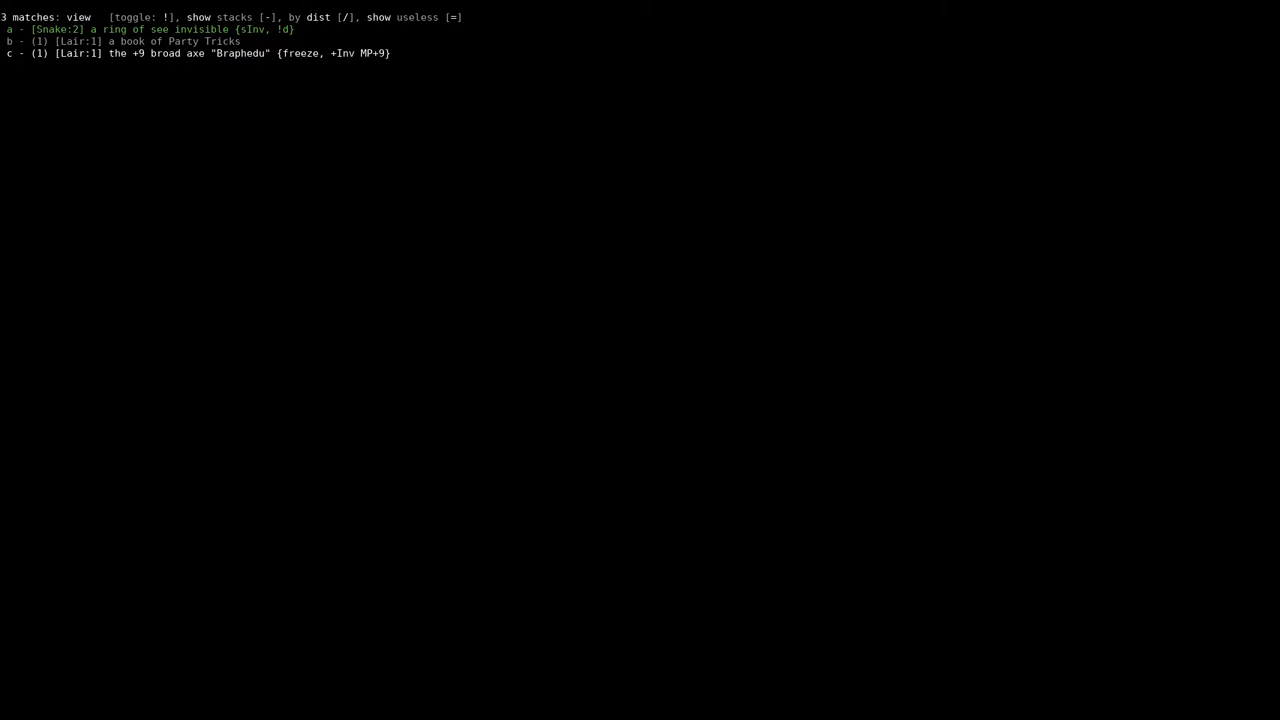 3 matches: view   [toggle: !], show stacks [-], by dist [/], show useless [=]
a - [Snake:2] a ring of see invisible {sInv, !d}
b - (1) [Lair:1] a book of Party Tricks
c - (1) [Lair:1] the +9 broad axe "Braphedu" {freeze, +Inv MP+9}